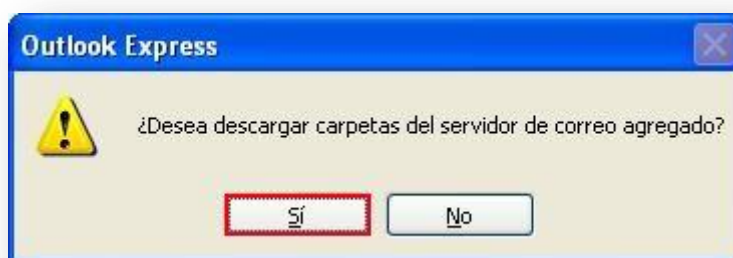 Outlook Express
¿Desea descargar carpetas del servidor de correo agregado?
Sí
No